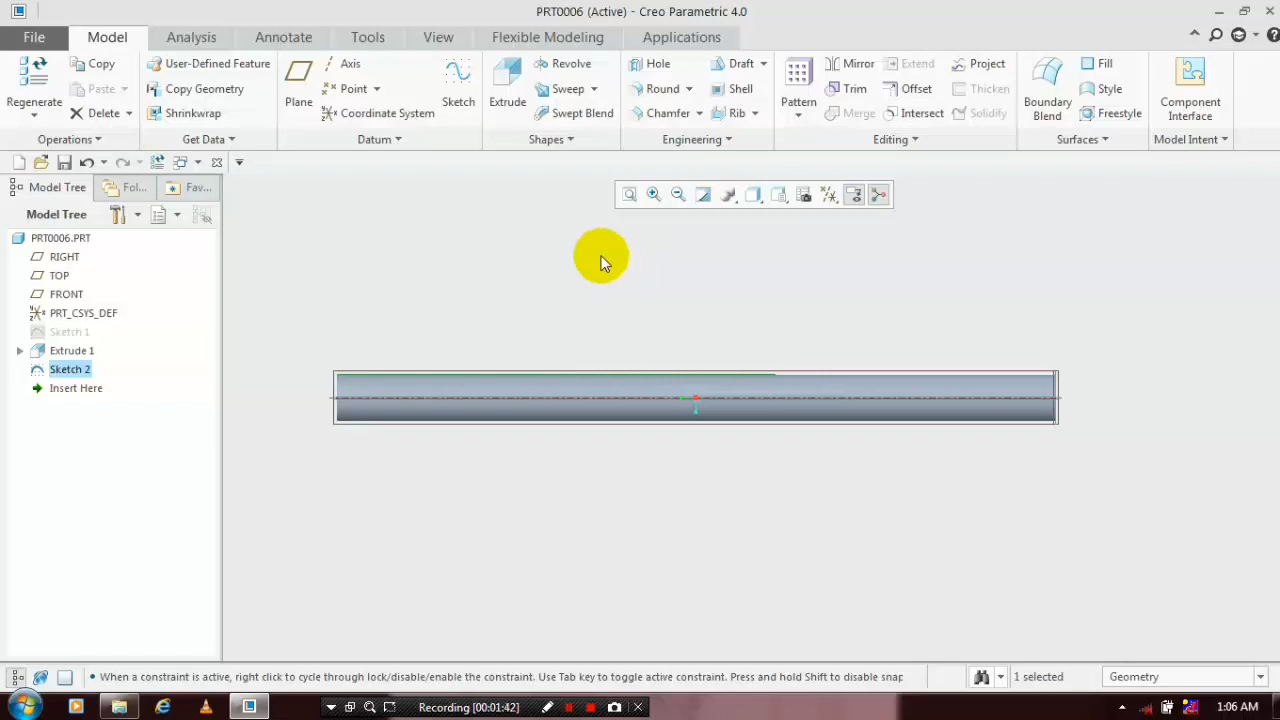 PRT0006 (Active) - Creo Parametric 4.0
File Model Analysis Annotate Tools View Flexible Modeling Applications
Regenerate
Copy
Paste
Delete
Operations
User-Defined Feature
Copy Geometry
Shrinkwrap
Get Data
Plane
Axis
Point
Coordinate System
Sketch
Datum
Extrude
Revolve
Sweep
Swept Blend
Shapes
Hole
Round
Chamfer
Draft
Shell
Rib
Engineering
Pattern
Mirror
Trim
Merge
Extend
Offset
Intersect
Project
Thicken
Solidify
Editing
Boundary
Blend
Fill
Style
Freestyle
Surfaces
Component
Interface
Model Intent
Model Tree Fol... Fav...
Model Tree
PRT0006.PRT
RIGHT
TOP
FRONT
PRT_CSYS_DEF
Sketch 1
Extrude 1
Sketch 2
Insert Here
When a constraint is active, right click to cycle through lock/disable/enable the constraint. Use Tab key to toggle active constraint. Press and hold Shift to disable snap
1 selected
Geometry
Recording [00:01:42]
1:06 AM